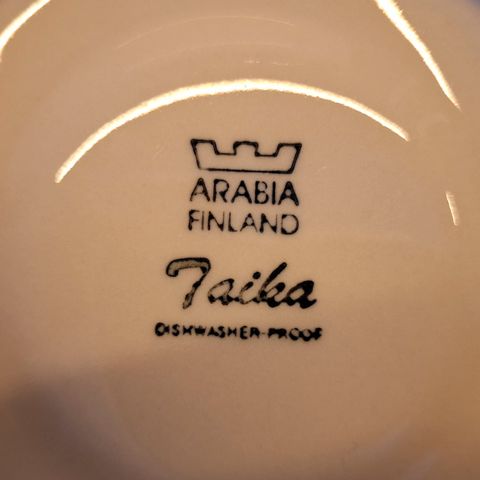 ARABIA
FINLAND
Taika
DISHWASHER-PROOF